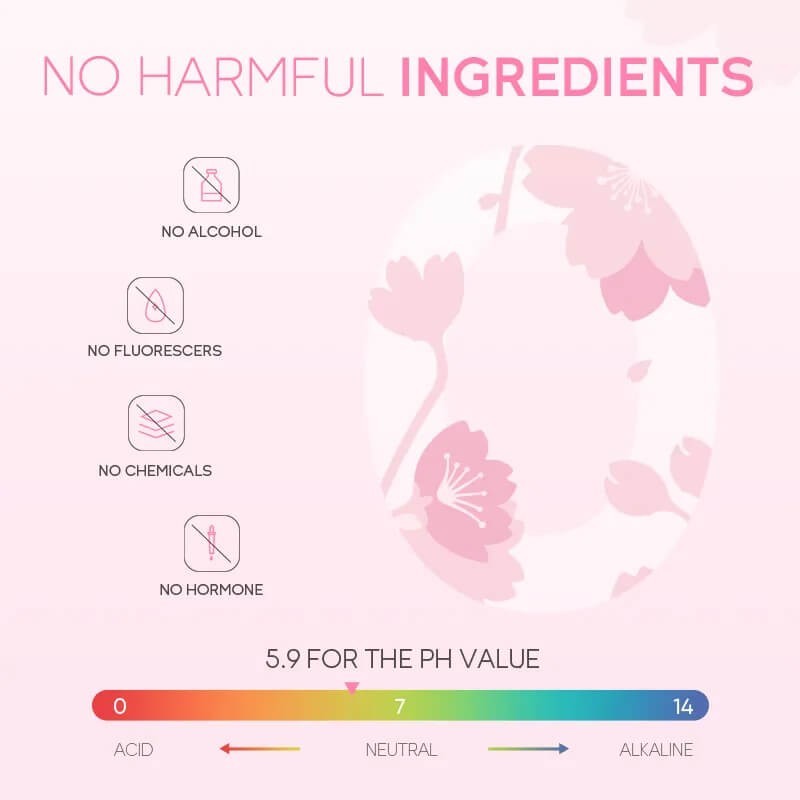 NO HARMFUL INGREDIENTS
NO ALCOHOL
NO FLUORESCERS
NO CHEMICALS
NO HORMONE
5.9 FOR THE PH VALUE
0 7 14
ACID NEUTRAL ALKALINE